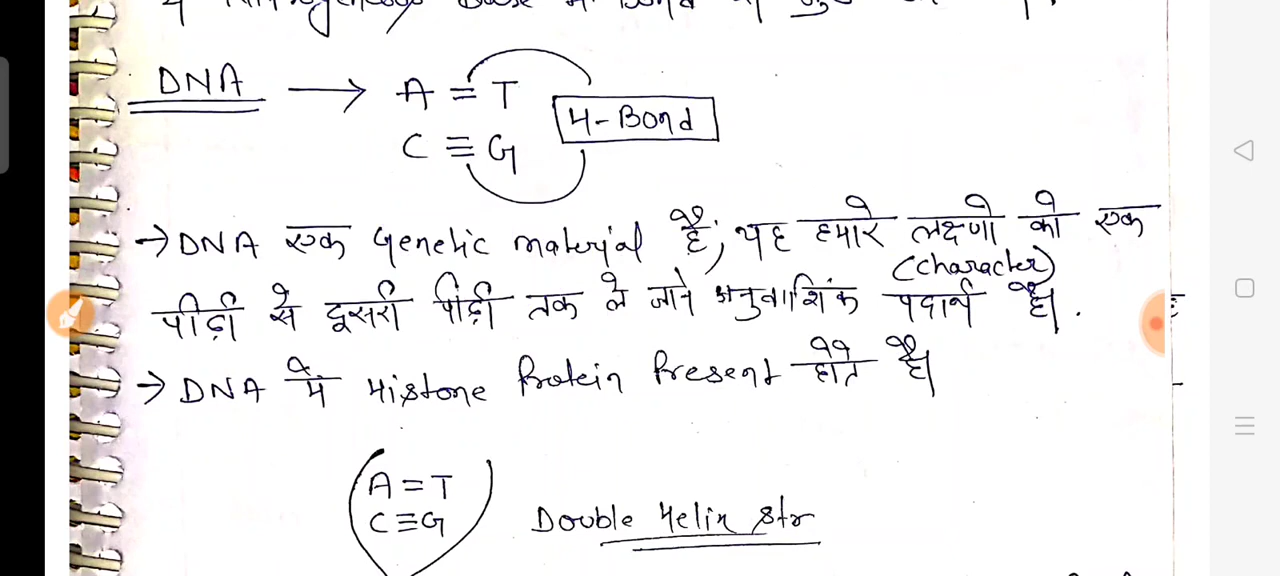 DNA → A = T
H-Bond
C ≡ G
→ DNA एक Genetic material है, यह हमारे लक्षणो को एक
(character)
पीढ़ी से दूसरी पीढ़ी तक ले जाने अनुवाशिंक पदार्थ है।.
→ DNA में Histone Protein Present होते है।
A = T
C ≡ G
Double Helix Str